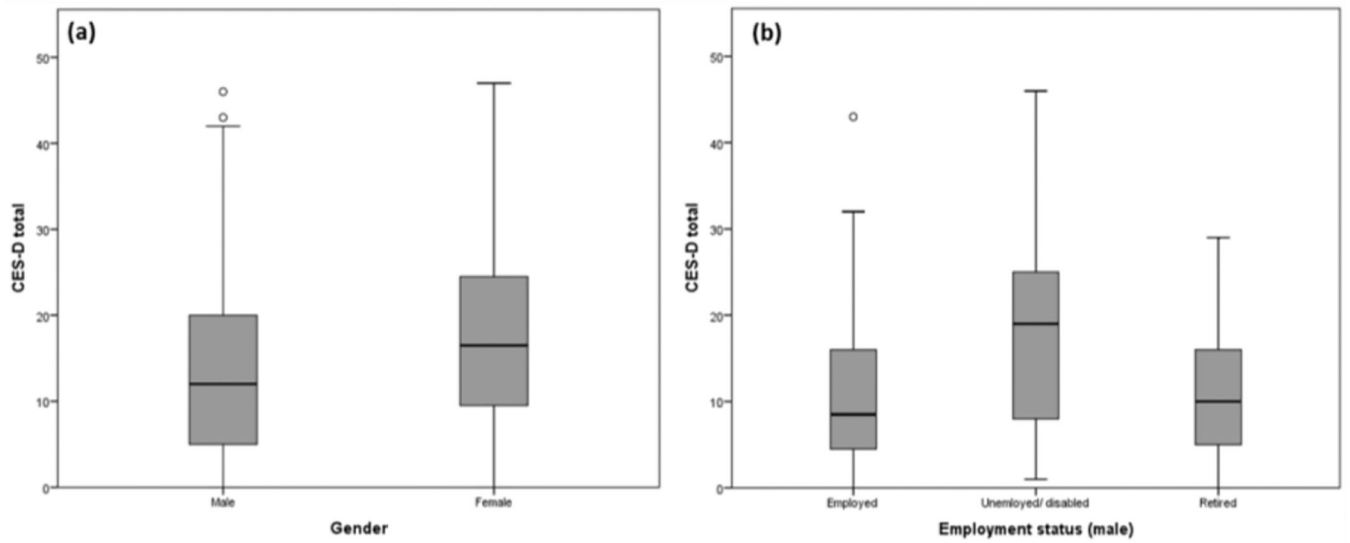 (a)
CES-D total
50
40
30
20
10
0
Male Female
Gender
(b)
CES-D total
50
40
30
20
10
0
Employed Unemloyed/ disabled Retired
Employment status (male)